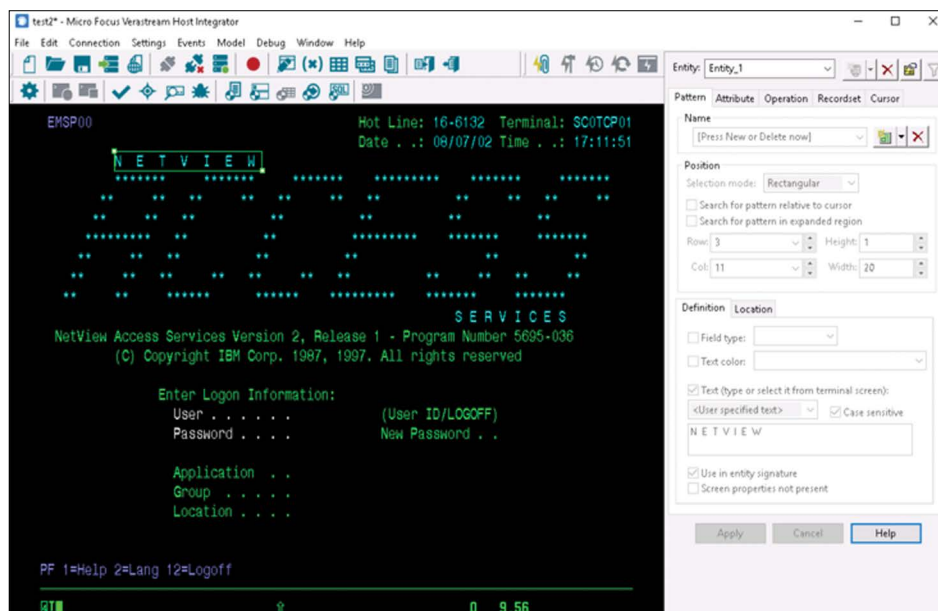 test2* - Micro Focus Verastream Host Integrator
File Edit Connection Settings Events Model Debug Window Help
Entity: Entity_1
Pattern Attribute Operation Recordset Cursor
Name
[Press New or Delete now]
Position
Selection mode: Rectangular
Search for pattern relative to cursor
Search for pattern in expanded region
Row: 3 Height: 1
Col: 11 Width: 20
Definition Location
Field type:
Text color:
Text (type or select it from terminal screen):
<User specified text> Case sensitive
N E T V I E W
Use in entity signature
Screen properties not present
Apply Cancel Help
EMSP00 Hot Line: 16-6132 Terminal: SC0TCP01
Date . .: 08/07/02 Time . .: 17:11:51
N E T V I E W
ACCESS
S E R V I C E S
NetView Access Services Version 2, Release 1 - Program Number 5695-036
(C) Copyright IBM Corp. 1987, 1997. All rights reserved
Enter Logon Information:
User . . . . . . (User ID/LOGOFF)
Password . . . . New Password . .
Application . .
Group . . . . .
Location . . . .
PF 1=Help 2=Lang 12=Logoff
0 9,56